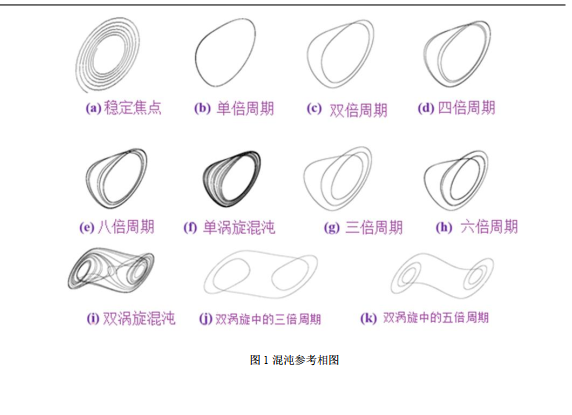 (a) 稳定焦点 (b) 单倍周期 (c) 双倍周期 (d) 四倍周期
(e) 八倍周期 (f) 单涡旋混沌 (g) 三倍周期 (h) 六倍周期
(i) 双涡旋混沌 (j) 双涡旋中的三倍周期 (k) 双涡旋中的五倍周期
图 1 混沌参考相图